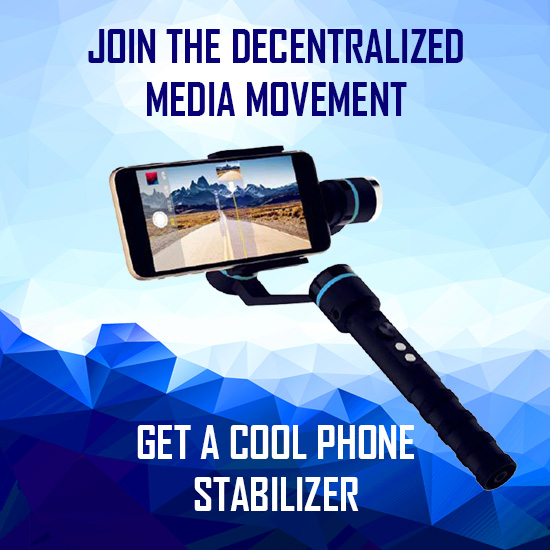 JOIN THE DECENTRALIZED
MEDIA MOVEMENT
GET A COOL PHONE
STABILIZER